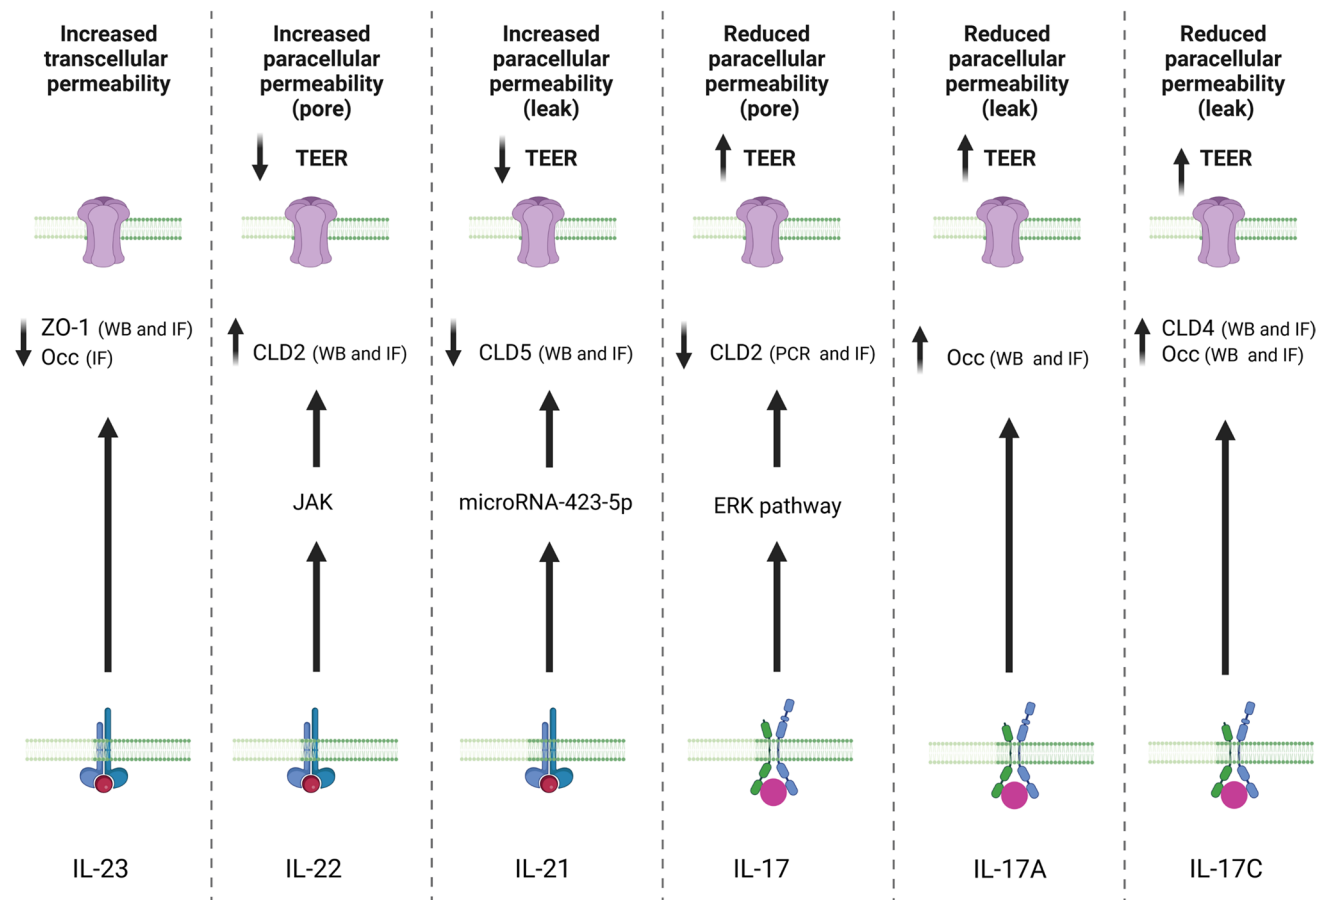 Increased
transcellular
permeability
ZO-1 (WB and IF)
Occ (IF)
IL-23
Increased
paracellular
permeability
(pore)
TEER
CLD2 (WB and IF)
JAK
IL-22
Increased
paracellular
permeability
(leak)
TEER
CLD5 (WB and IF)
microRNA-423-5p
IL-21
Reduced
paracellular
permeability
(pore)
TEER
CLD2 (PCR and IF)
ERK pathway
IL-17
Reduced
paracellular
permeability
(leak)
TEER
Occ (WB and IF)
IL-17A
Reduced
paracellular
permeability
(leak)
TEER
CLD4 (WB and IF)
Occ (WB and IF)
IL-17C